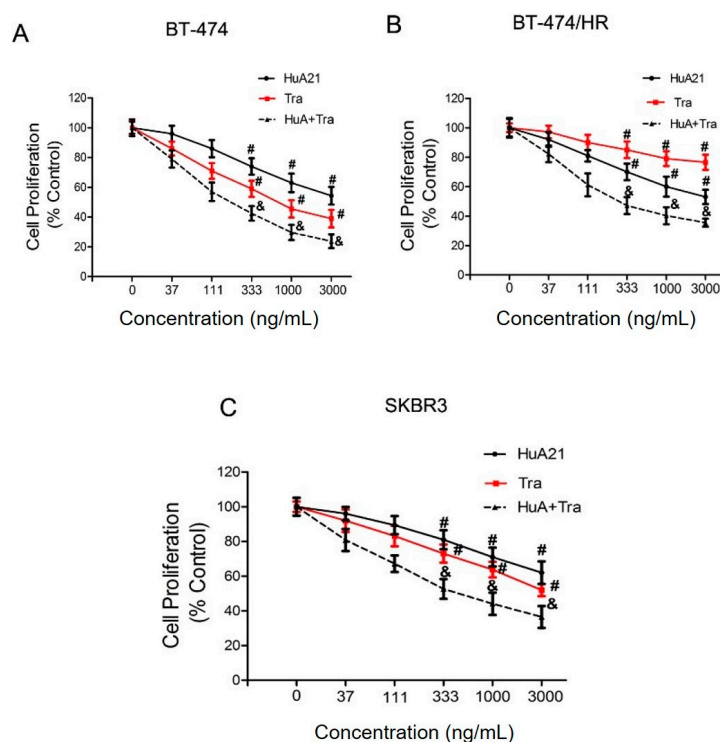 A
BT-474
HuA21
Tra
HuA+Tra
120
100
80
60
40
20
0
Cell Proliferation
(% Control)
# # #
# # #
& & &
0 37 111 333 1000 3000
Concentration (ng/mL)
B
BT-474/HR
HuA21
Tra
HuA+Tra
120
100
80
60
40
20
0
Cell Proliferation
(% Control)
# # #
# # #
& & &
0 37 111 333 1000 3000
Concentration (ng/mL)
C
SKBR3
HuA21
Tra
HuA+Tra
120
100
80
60
40
20
0
Cell Proliferation
(% Control)
# # #
# # #
& & &
0 37 111 333 1000 3000
Concentration (ng/mL)